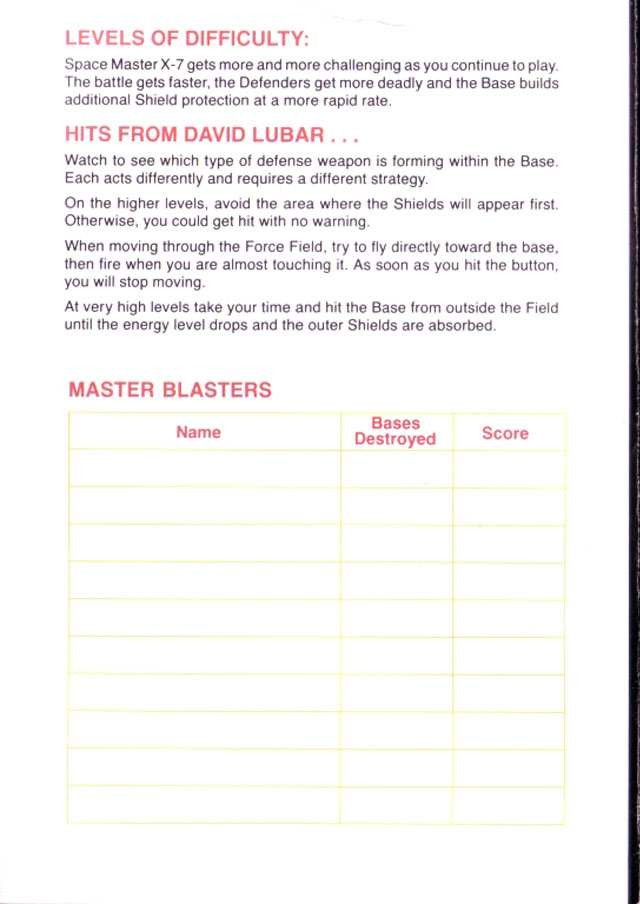 LEVELS OF DIFFICULTY:
Space Master X-7 gets more and more challenging as you continue to play.
The battle gets faster, the Defenders get more deadly and the Base builds
additional Shield protection at a more rapid rate.
HITS FROM DAVID LUBAR . . .
Watch to see which type of defense weapon is forming within the Base.
Each acts differently and requires a different strategy.
On the higher levels, avoid the area where the Shields will appear first.
Otherwise, you could get hit with no warning.
When moving through the Force Field, try to fly directly toward the base,
then fire when you are almost touching it. As soon as you hit the button,
you will stop moving.
At very high levels take your time and hit the Base from outside the Field
until the energy level drops and the outer Shields are absorbed.
MASTER BLASTERS
Name
Bases
Destroyed
Score